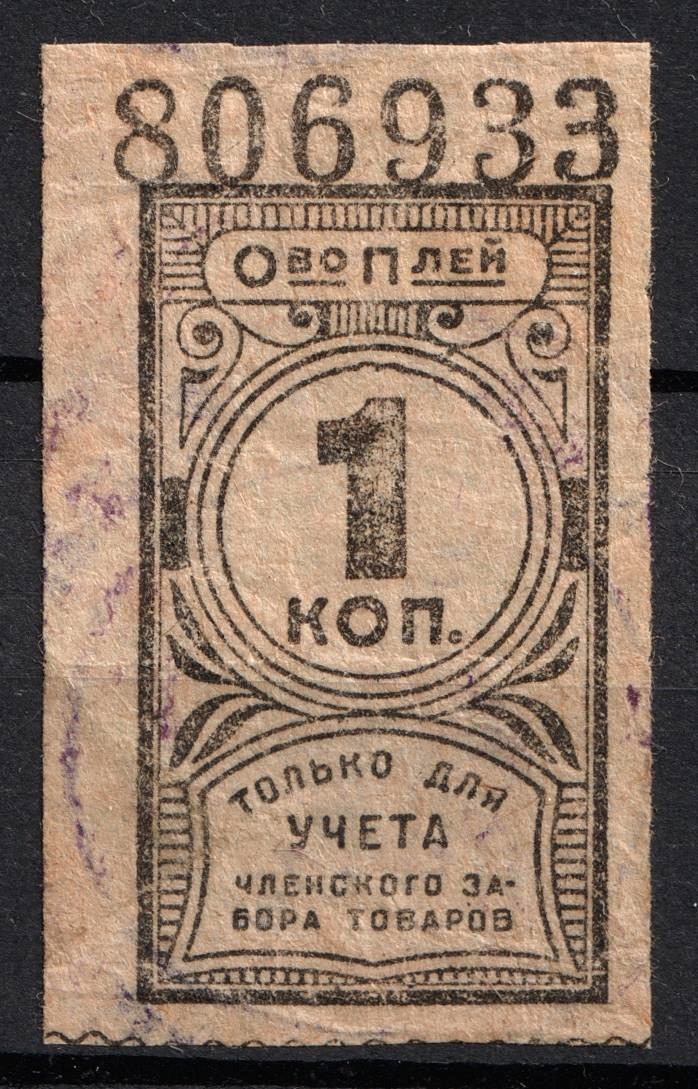 806933
ОвоПлей
1
КОП.
ТОЛЬКО ДЛЯ
УЧЕТА
ЧЛЕНСКОГО ЗА-
БОРА ТОВАРОВ